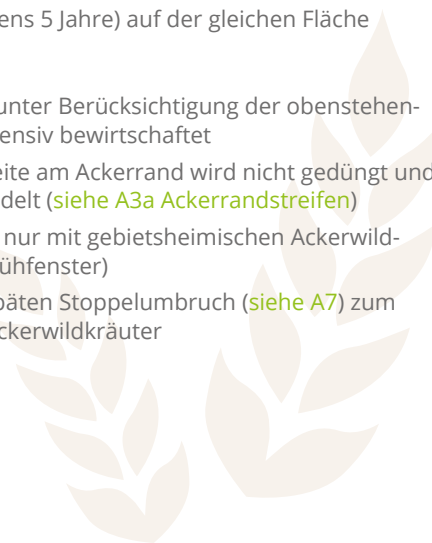 ens 5 Jahre) auf der gleichen Fläche
unter Berücksichtigung der obenstehen-
ensiv bewirtschaftet
eite am Ackerrand wird nicht gedüngt und
delt (siehe A3a Ackerrandstreifen)
nur mit gebietsheimischen Ackerwild-
ühfenster)
päten Stoppelumbruch (siehe A7) zum
ckerwildkräuter